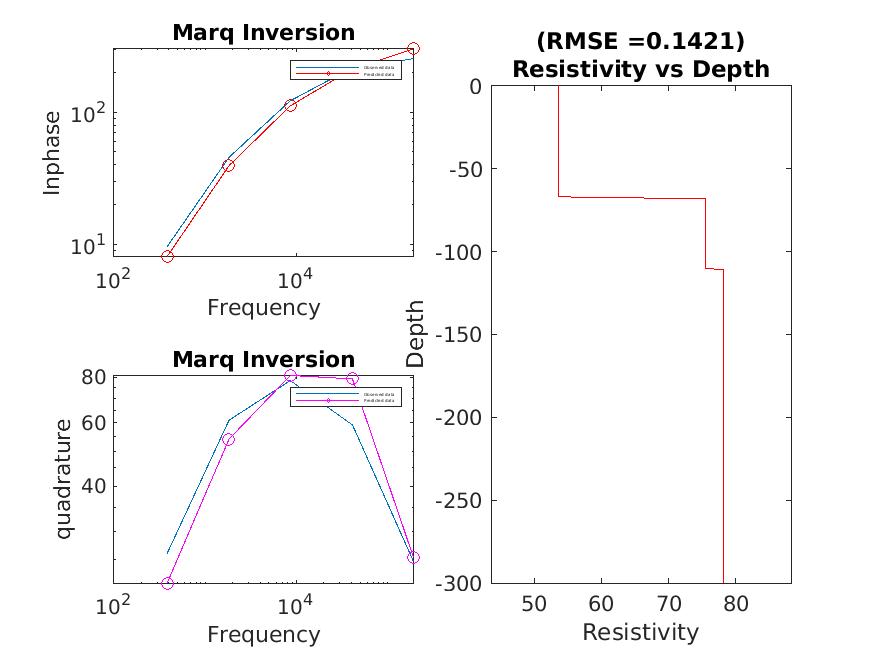 Marq Inversion
10^2
10^1
Inphase
Observed data
Predicted data
10^2
10^4
Frequency
Marq Inversion
80
60
40
quadrature
Observed data
Predicted data
10^2
10^4
Frequency
(RMSE =0.1421)
Resistivity vs Depth
0
-50
-100
-150
-200
-250
-300
Depth
50
60
70
80
Resistivity